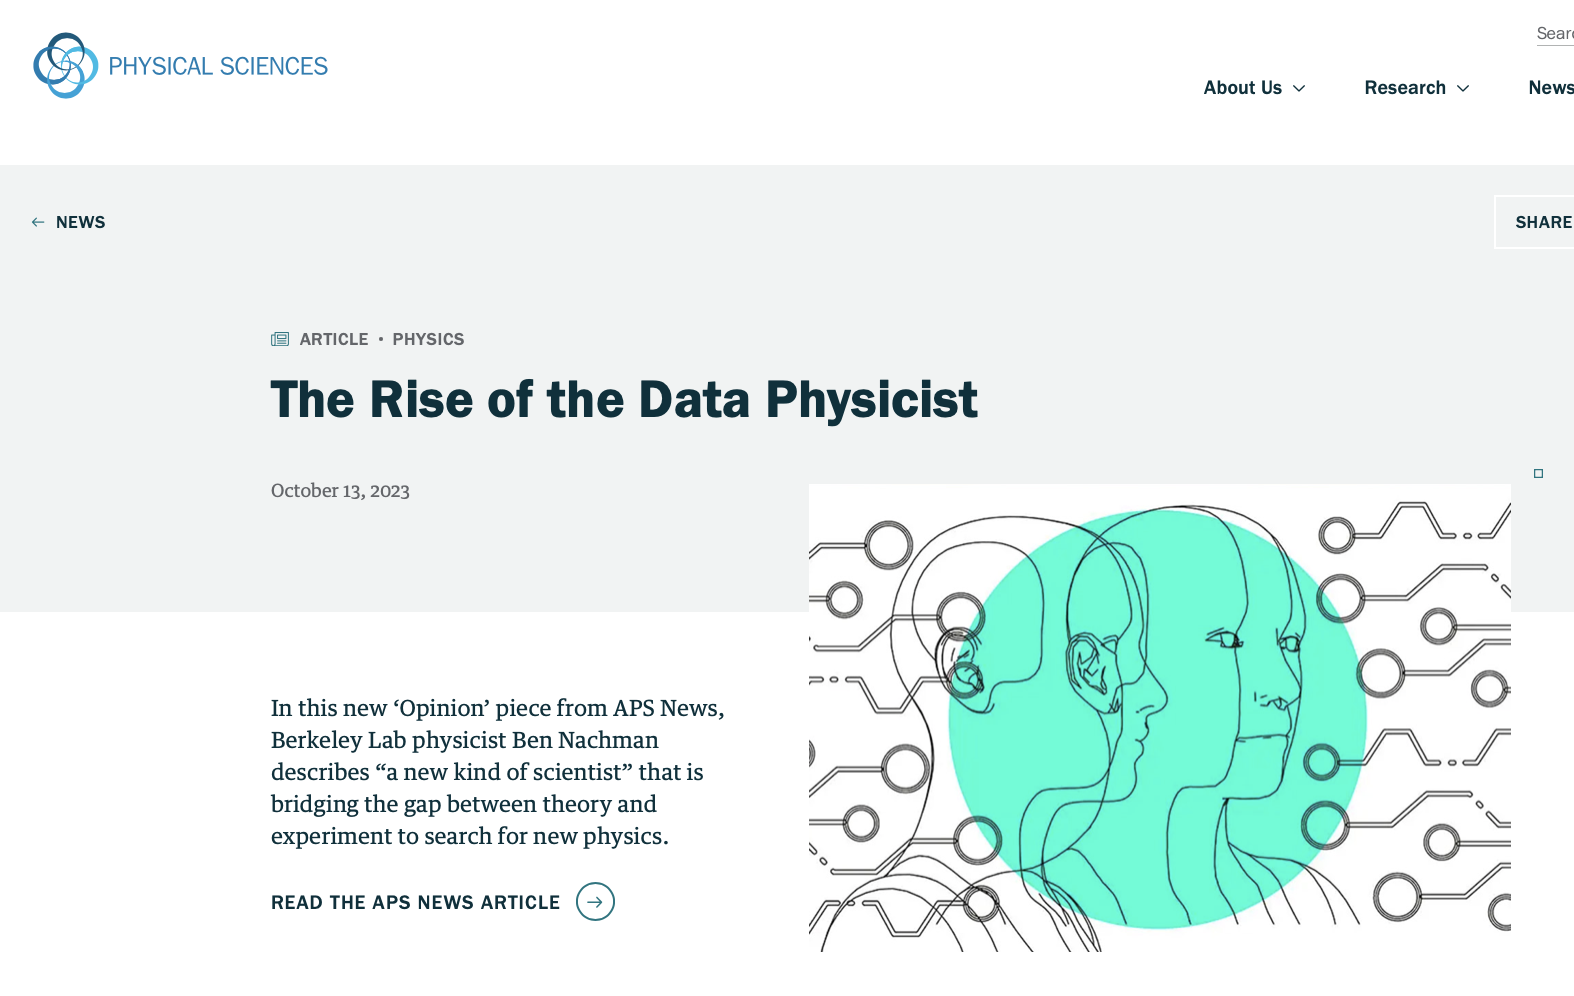 PHYSICAL SCIENCES
About Us
Research
News
NEWS
SHARE
ARTICLE • PHYSICS
The Rise of the Data Physicist
October 13, 2023
In this new ‘Opinion’ piece from APS News,
Berkeley Lab physicist Ben Nachman
describes “a new kind of scientist” that is
bridging the gap between theory and
experiment to search for new physics.
READ THE APS NEWS ARTICLE